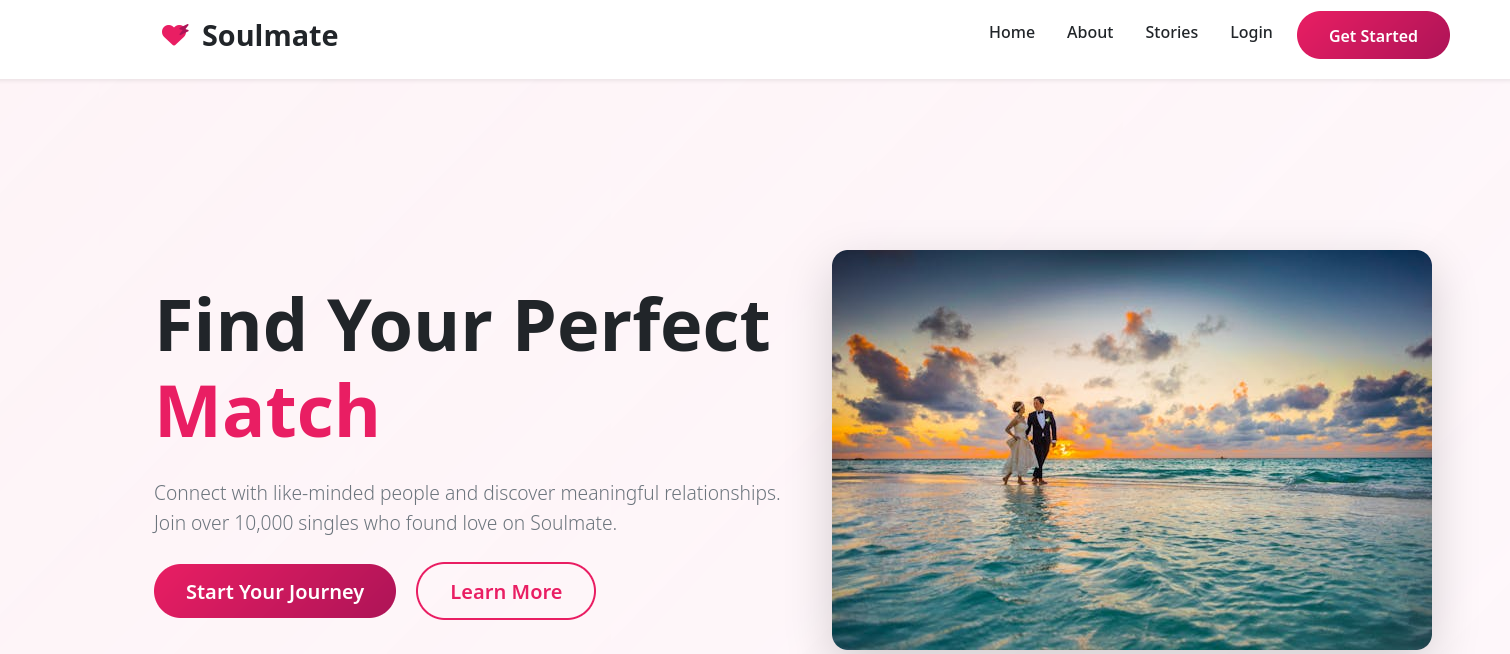 Soulmate
Home About Stories Login Get Started
Find Your Perfect
Match
Connect with like-minded people and discover meaningful relationships.
Join over 10,000 singles who found love on Soulmate.
Start Your Journey Learn More